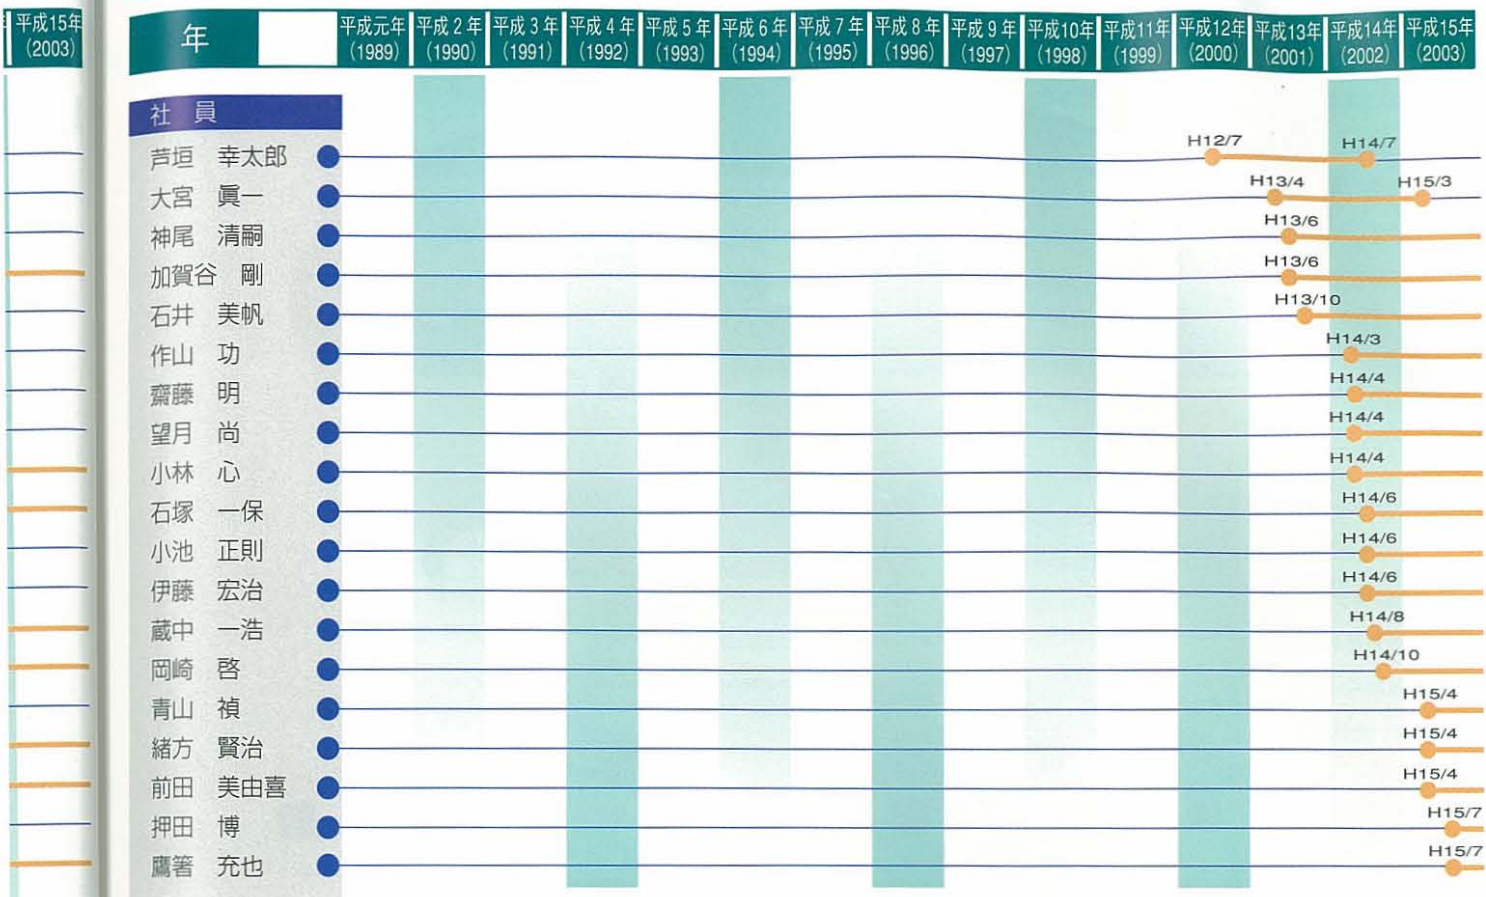 平成15年
(2003)
年
平成元年 平成2年 平成3年 平成4年 平成5年 平成6年 平成7年 平成8年 平成9年 平成10年 平成11年 平成12年 平成13年 平成14年 平成15年
(1989) (1990) (1991) (1992) (1993) (1994) (1995) (1996) (1997) (1998) (1999) (2000) (2001) (2002) (2003)
社員
芦垣 幸太郎 H12/7 H14/7
大宮 眞一 H13/4 H15/3
神尾 清嗣 H13/6
加賀谷 剛 H13/6
石井 美帆 H13/10
作山 功 H14/3
齋藤 明 H14/4
望月 尚 H14/4
小林 心 H14/4
石塚 一保 H14/6
小池 正則 H14/6
伊藤 宏治 H14/6
蔵中 一浩 H14/8
岡崎 啓 H14/10
青山 禎 H15/4
緒方 賢治 H15/4
前田 美由喜 H15/4
押田 博 H15/7
鷹箸 充也 H15/7